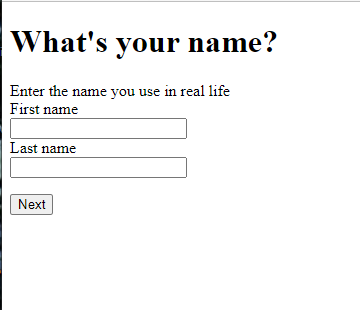 What's your name?
Enter the name you use in real life
First name
Last name
Next